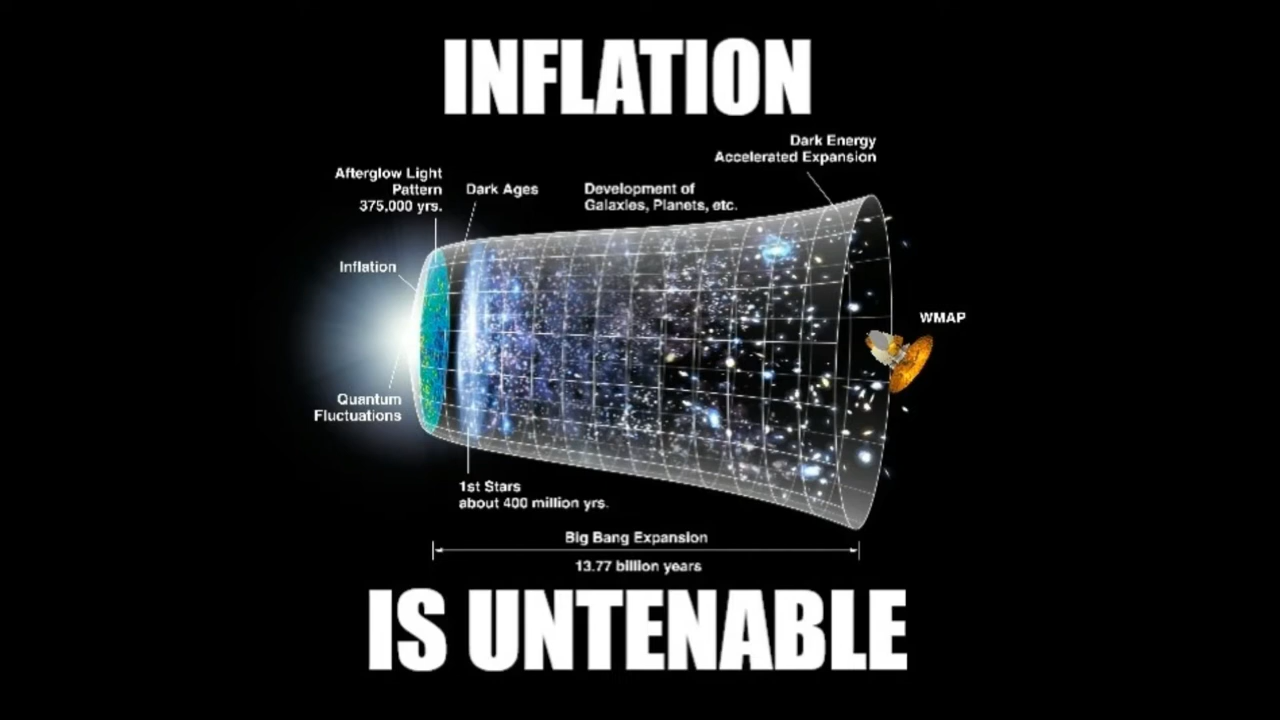 INFLATION
Dark Energy
Accelerated Expansion
Afterglow Light
Pattern
375,000 yrs.
Dark Ages
Development of
Galaxies, Planets, etc.
Inflation
WMAP
Quantum
Fluctuations
1st Stars
about 400 million yrs.
Big Bang Expansion
13.77 billion years
IS UNTENABLE